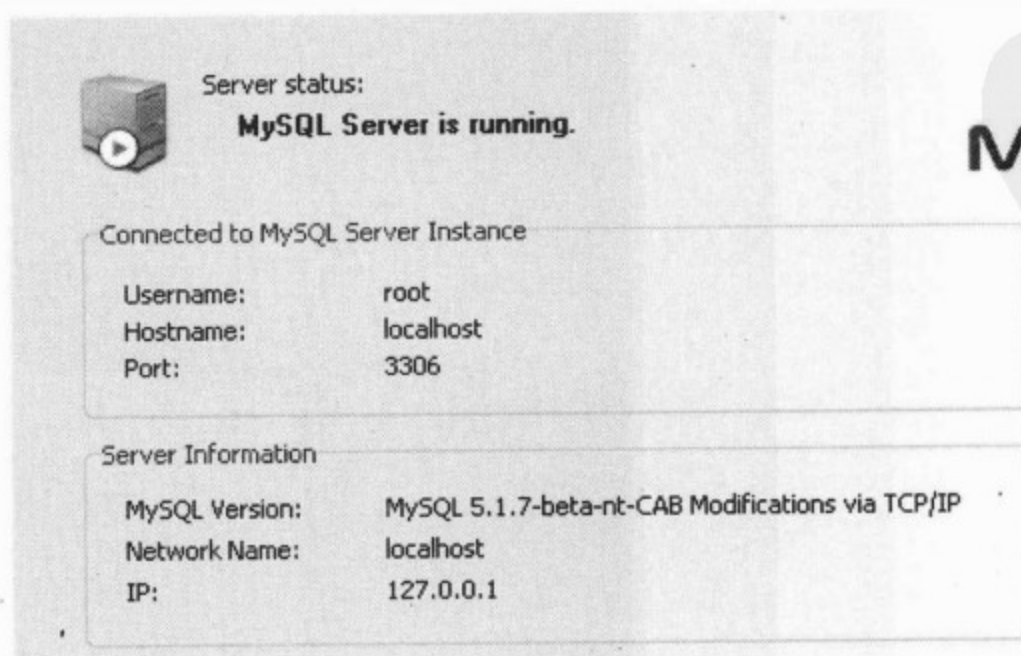 Server status:
MySQL Server is running.
M
Connected to MySQL Server Instance
Username: root
Hostname: localhost
Port: 3306
Server Information
MySQL Version: MySQL 5.1.7-beta-nt-CAB Modifications via TCP/IP
Network Name: localhost
IP: 127.0.0.1